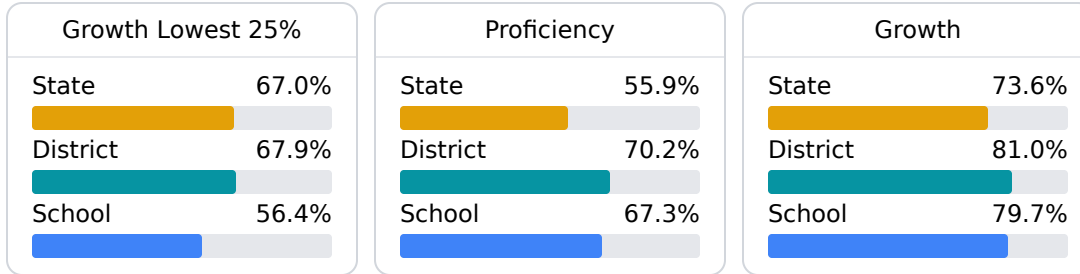 Growth Lowest 25%
State 67.0%
District 67.9%
School 56.4%
Proficiency
State 55.9%
District 70.2%
School 67.3%
Growth
State 73.6%
District 81.0%
School 79.7%